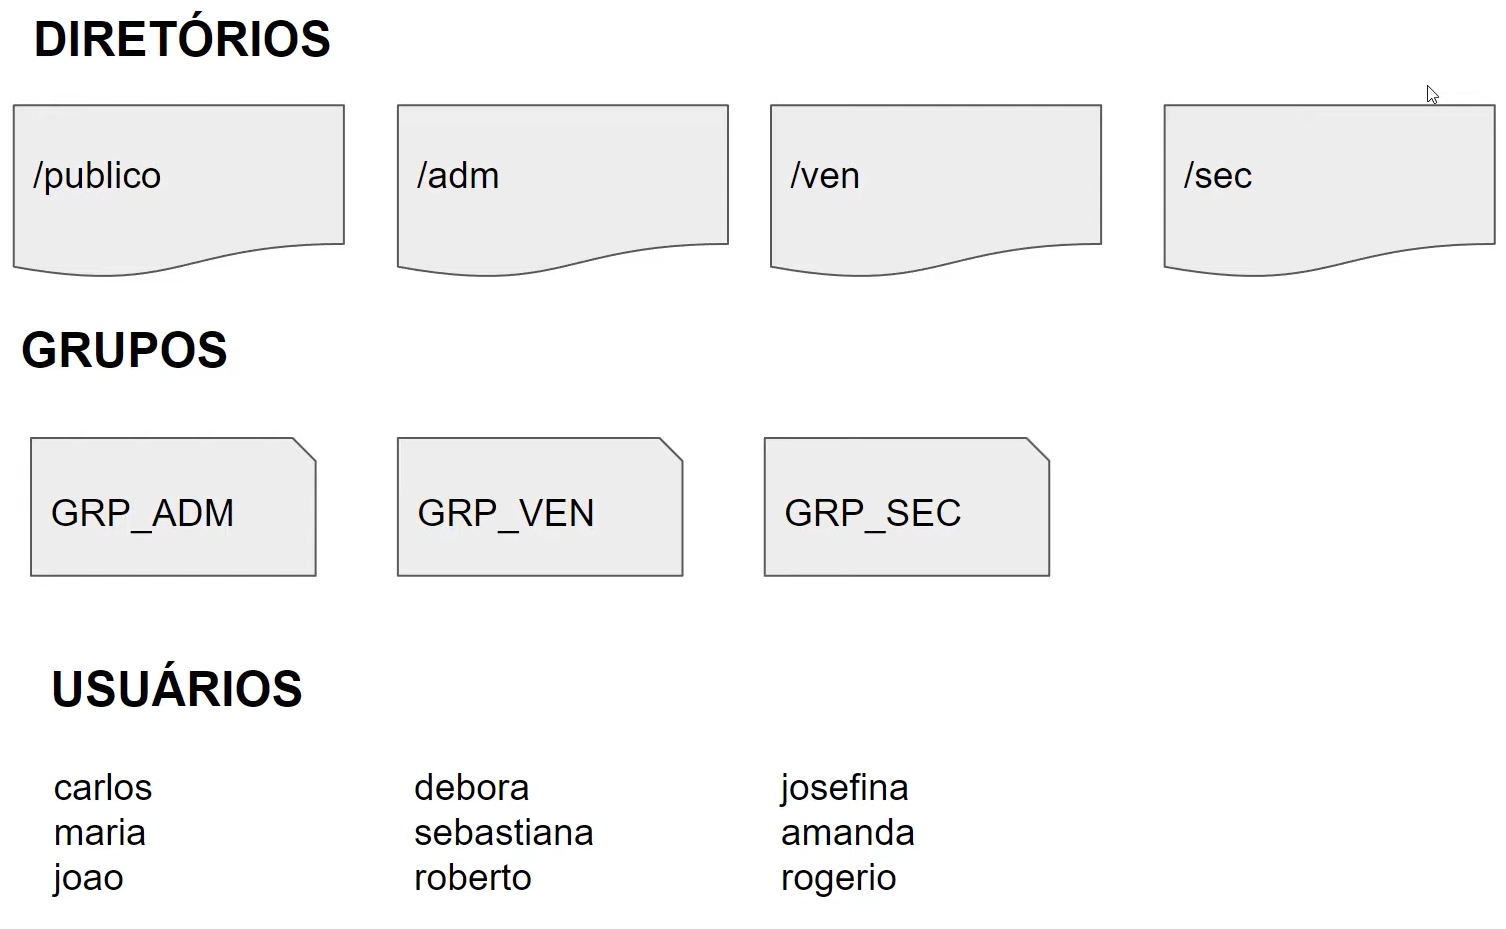 DIRETÓRIOS
/publico
/adm
/ven
/sec
GRUPOS
GRP_ADM
GRP_VEN
GRP_SEC
USUÁRIOS
carlos
maria
joao
debora
sebastiana
roberto
josefina
amanda
rogerio